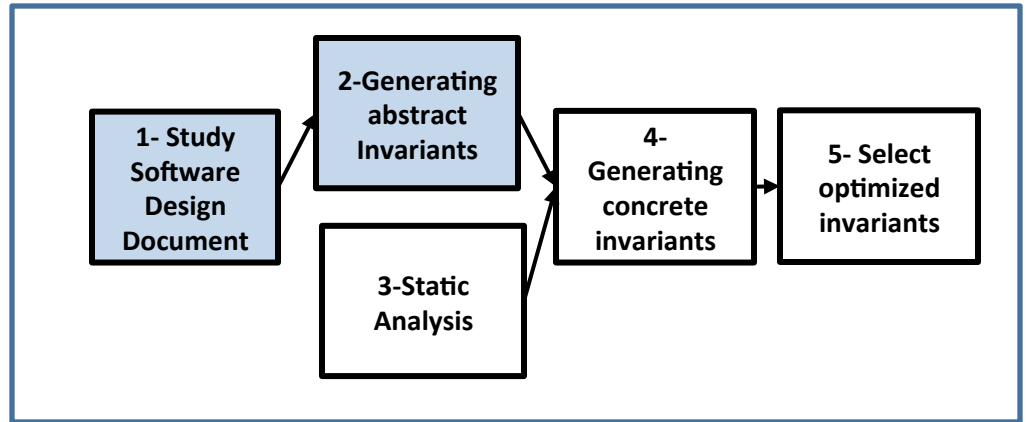 1- Study
Software
Design
Document
2-Generating
abstract
Invariants
3-Static
Analysis
4-
Generating
concrete
invariants
5- Select
optimized
invariants